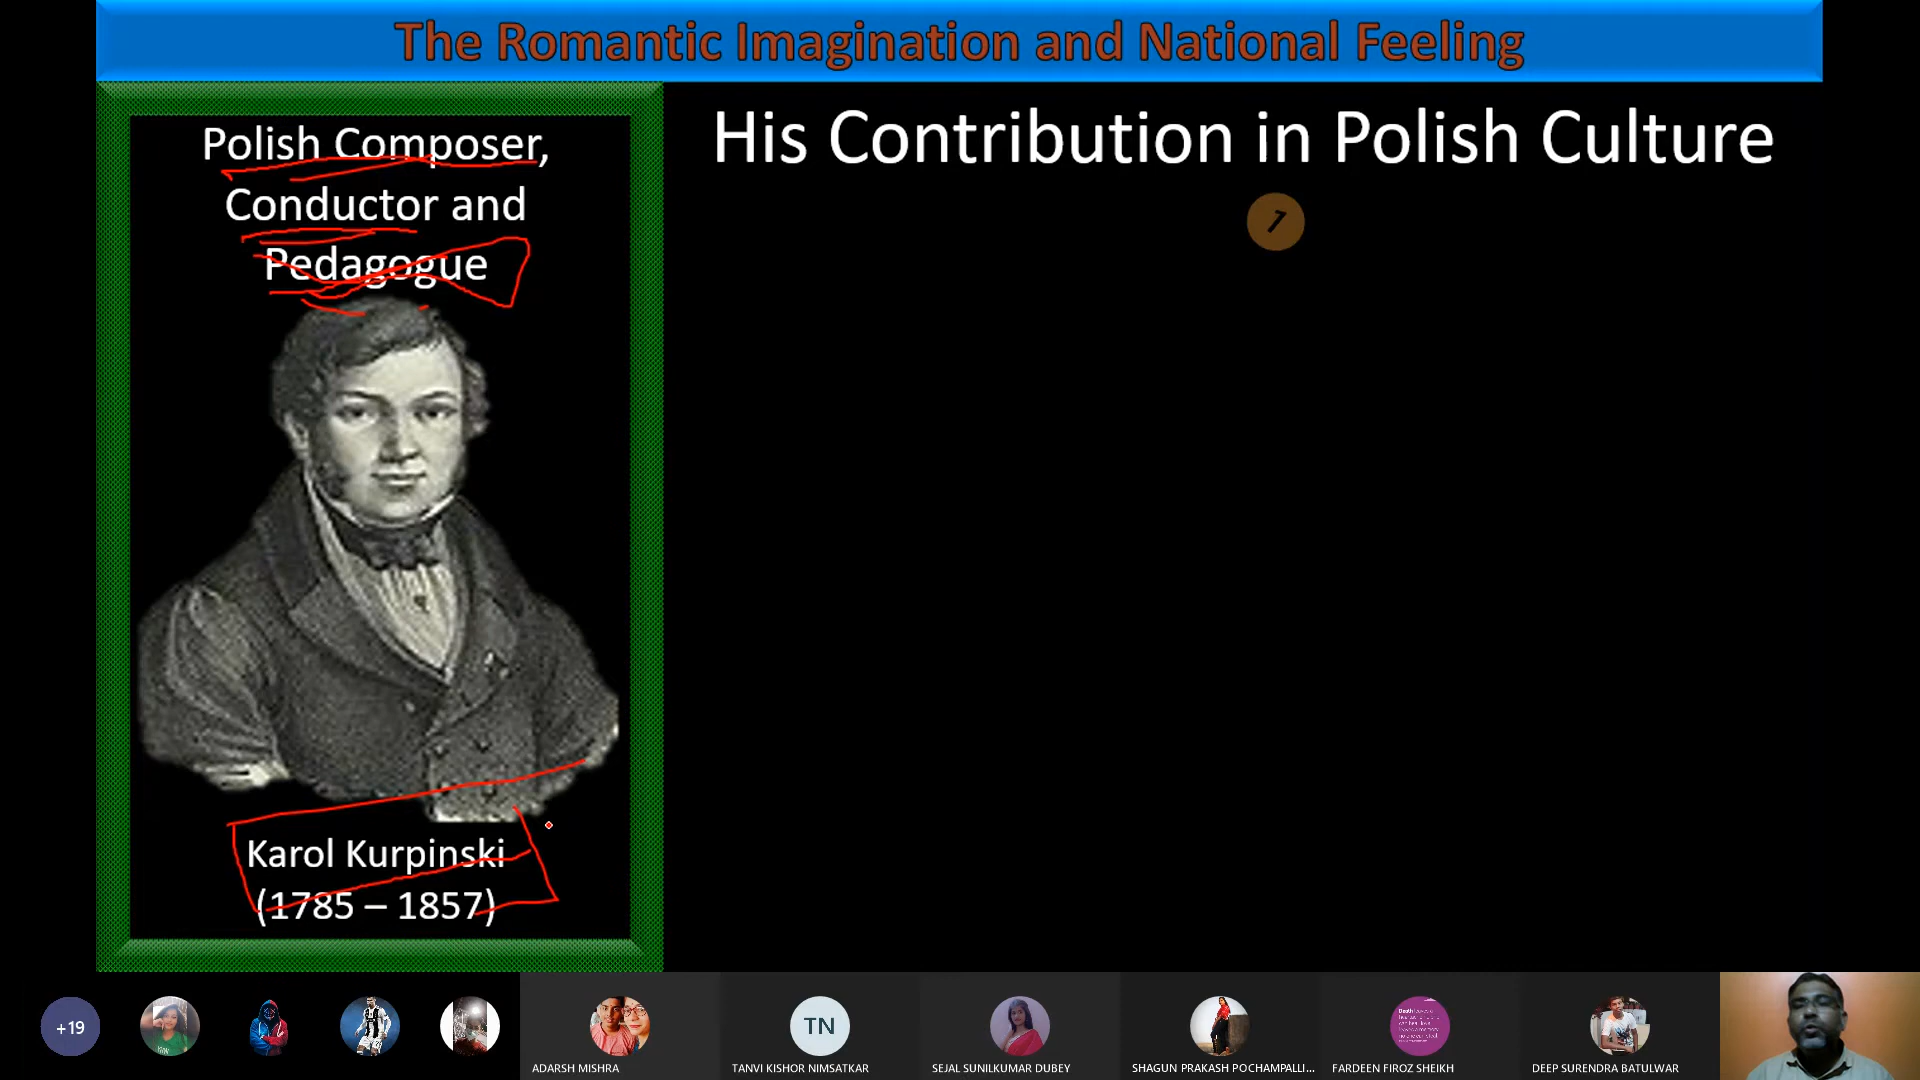 The Romantic Imagination and National Feeling
Polish Composer,
Conductor and
Pedagogue
Karol Kurpinski
(1785 – 1857)
His Contribution in Polish Culture
+19
TN
ADARSH MISHRA
TANVI KISHOR NIMSATKAR
SEJAL SUNILKUMAR DUBEY
SHAGUN PRAKASH POCHAMPALLI...
FARDEEN FIROZ SHEIKH
DEEP SURENDRA BATULWAR